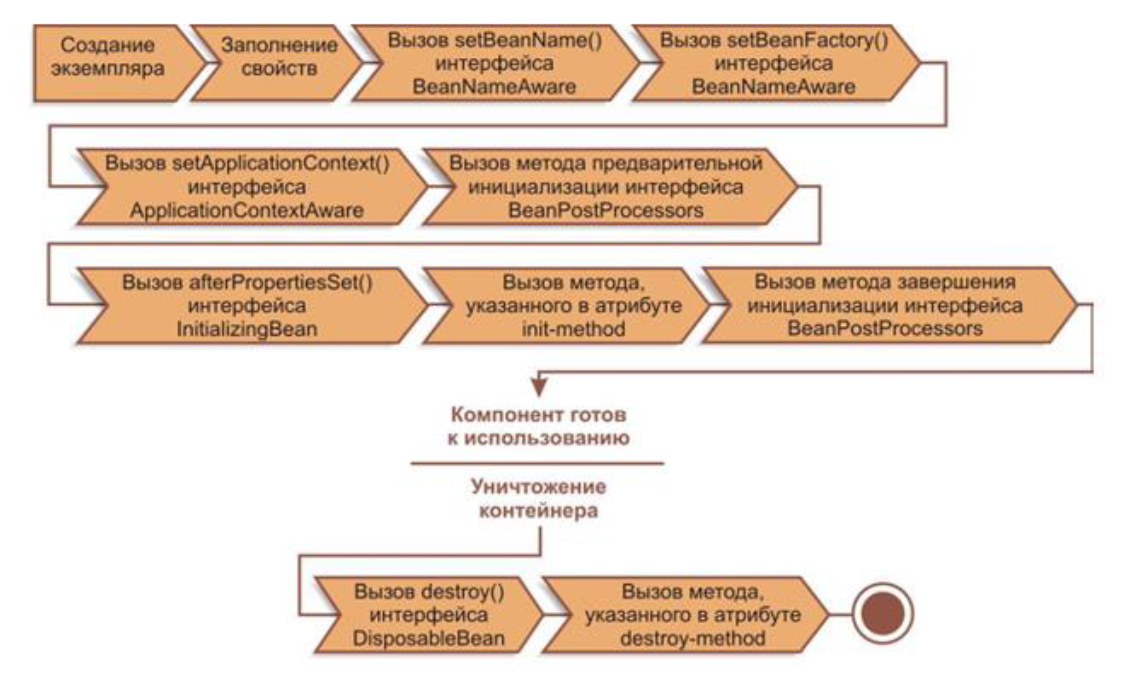 Создание
экземпляра
Заполнение
свойств
Вызов setBeanName()
интерфейса
BeanNameAware
Вызов setBeanFactory()
интерфейса
BeanNameAware
Вызов setApplicationContext()
интерфейса
ApplicationContextAware
Вызов метода предварительной
инициализации интерфейса
BeanPostProcessors
Вызов afterPropertiesSet()
интерфейса
InitializingBean
Вызов метода,
указанного в атрибуте
init-method
Вызов метода завершения
инициализации интерфейса
BeanPostProcessors
Компонент готов
к использованию
Уничтожение
контейнера
Вызов destroy()
интерфейса
DisposableBean
Вызов метода,
указанного в атрибуте
destroy-method